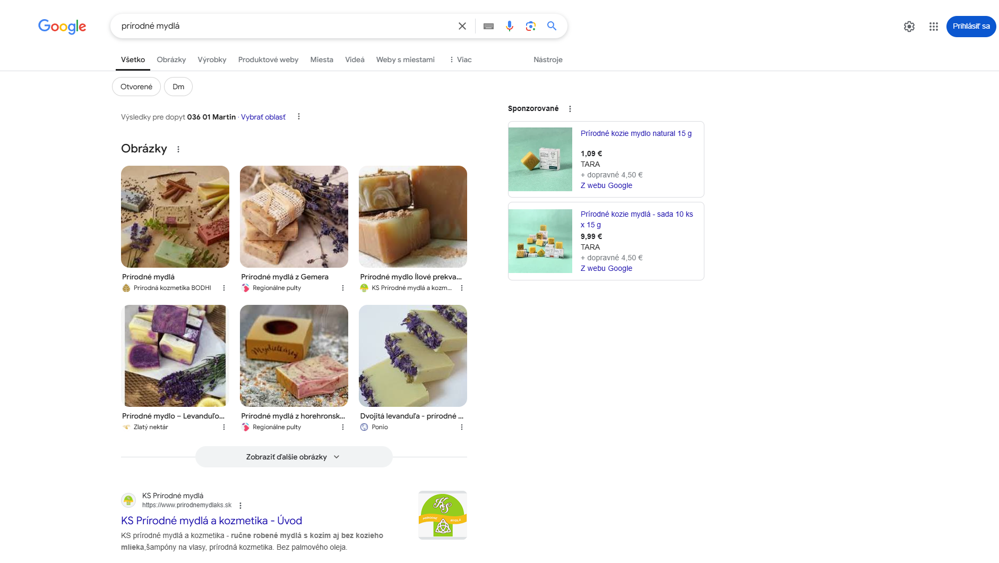 Google
prírodné mydlá
Prihlásiť sa
Všetko
Obrázky
Výrobky
Produktové weby
Miesta
Videá
Weby s miestami
Viac
Nástroje
Otvorené
Dm
Výsledky pre dopyt 036 01 Martin · Vybrať oblasť
Obrázky
Prírodné mydlá
Prírodná kozmetika BODHI
Prírodné mydlá z Gemera
Regionálne pulty
Prírodné mydlo Ílové prekva...
KS Prírodné mydlá a kozm...
Prírodné mydlo – Levanduľo...
Zlatý nektár
Mydielkáreň
Prírodné mydlá z horehronsk...
Regionálne pulty
Dvojitá levanduľa - prírodné ...
Ponio
Zobraziť ďalšie obrázky
KS Prírodné mydlá
https://www.prirodnemydlaks.sk
KS Prírodné mydlá a kozmetika - Úvod
KS prírodné mydlá a kozmetika - ručne robené mydlá s kozím aj bez kozieho
mlieka,šampóny na vlasy, prírodná kozmetika. Bez palmového oleja.
KS
PRÍRODNÉ MYDLÁ
Sponzorované
Prírodné kozie mydlo natural 15 g
1,09 €
TARA
+ dopravné 4,50 €
Z webu Google
Prírodné kozie mydlá - sada 10 ks
x 15 g
9,99 €
TARA
+ dopravné 4,50 €
Z webu Google